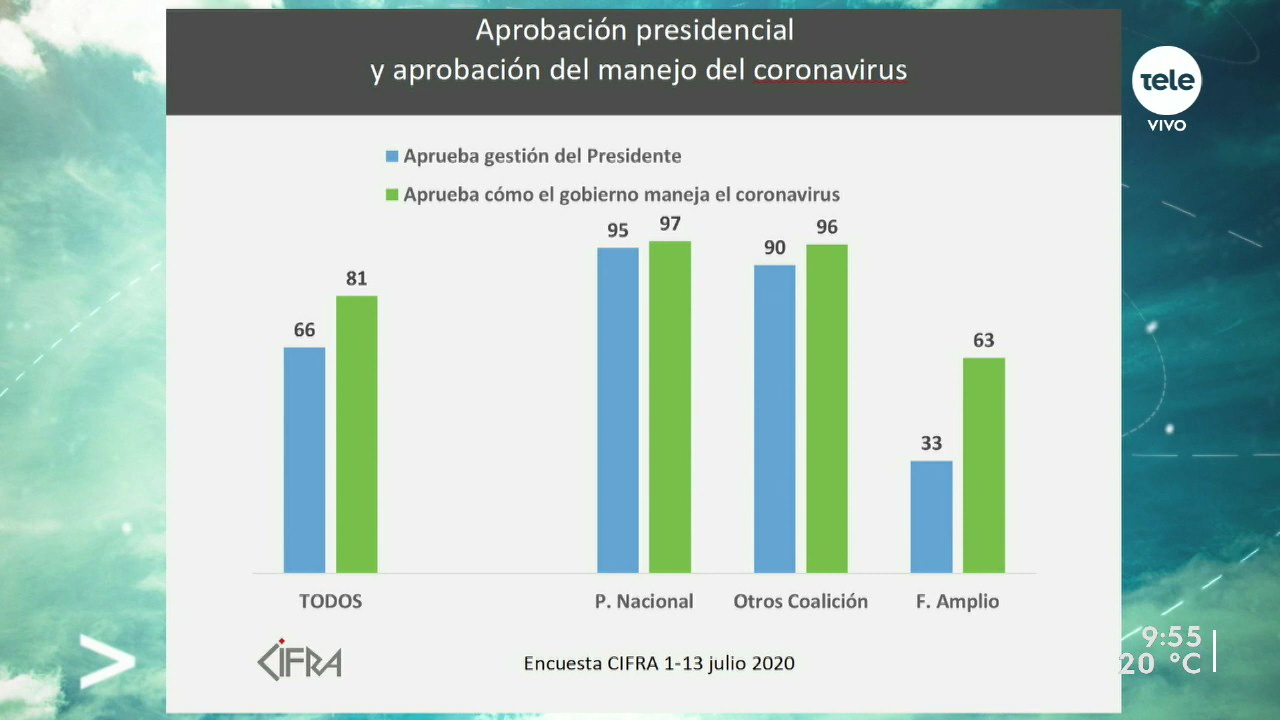 Aprobación presidencial
y aprobación del manejo del coronavirus
tele
VIVO
Aprueba gestión del Presidente
Aprueba cómo el gobierno maneja el coronavirus
66
81
95
97
90
96
33
63
TODOS
P. Nacional
Otros Coalición
F. Amplio
CIFRA
Encuesta CIFRA 1-13 julio 2020
9:55
20 °C